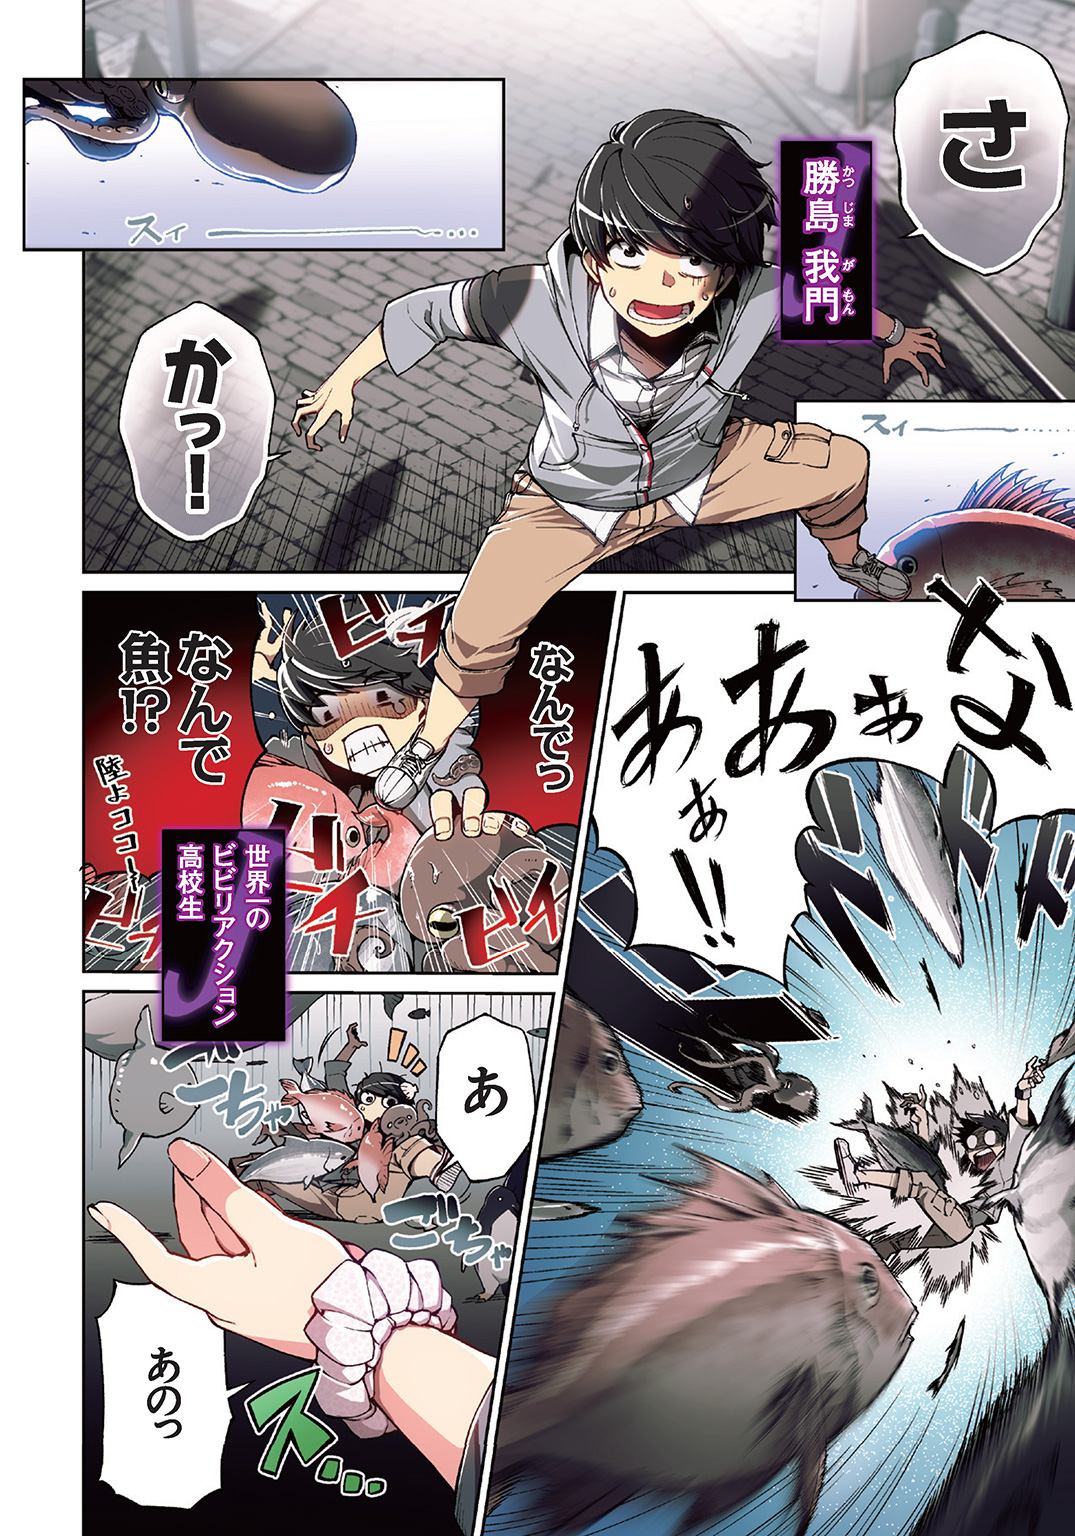 さ
勝島 我門
かつ じま が もん
スィ
かっ!
スィ
ああぁぁ!!
なんでっ
なんで
魚!?
陸よココ〜〜
ビチ
ビチ
ビチ
世界一の
ビビリアクション
高校生
ドドド
あ
ごちゃ
ごちゃ
あのっ
ス…